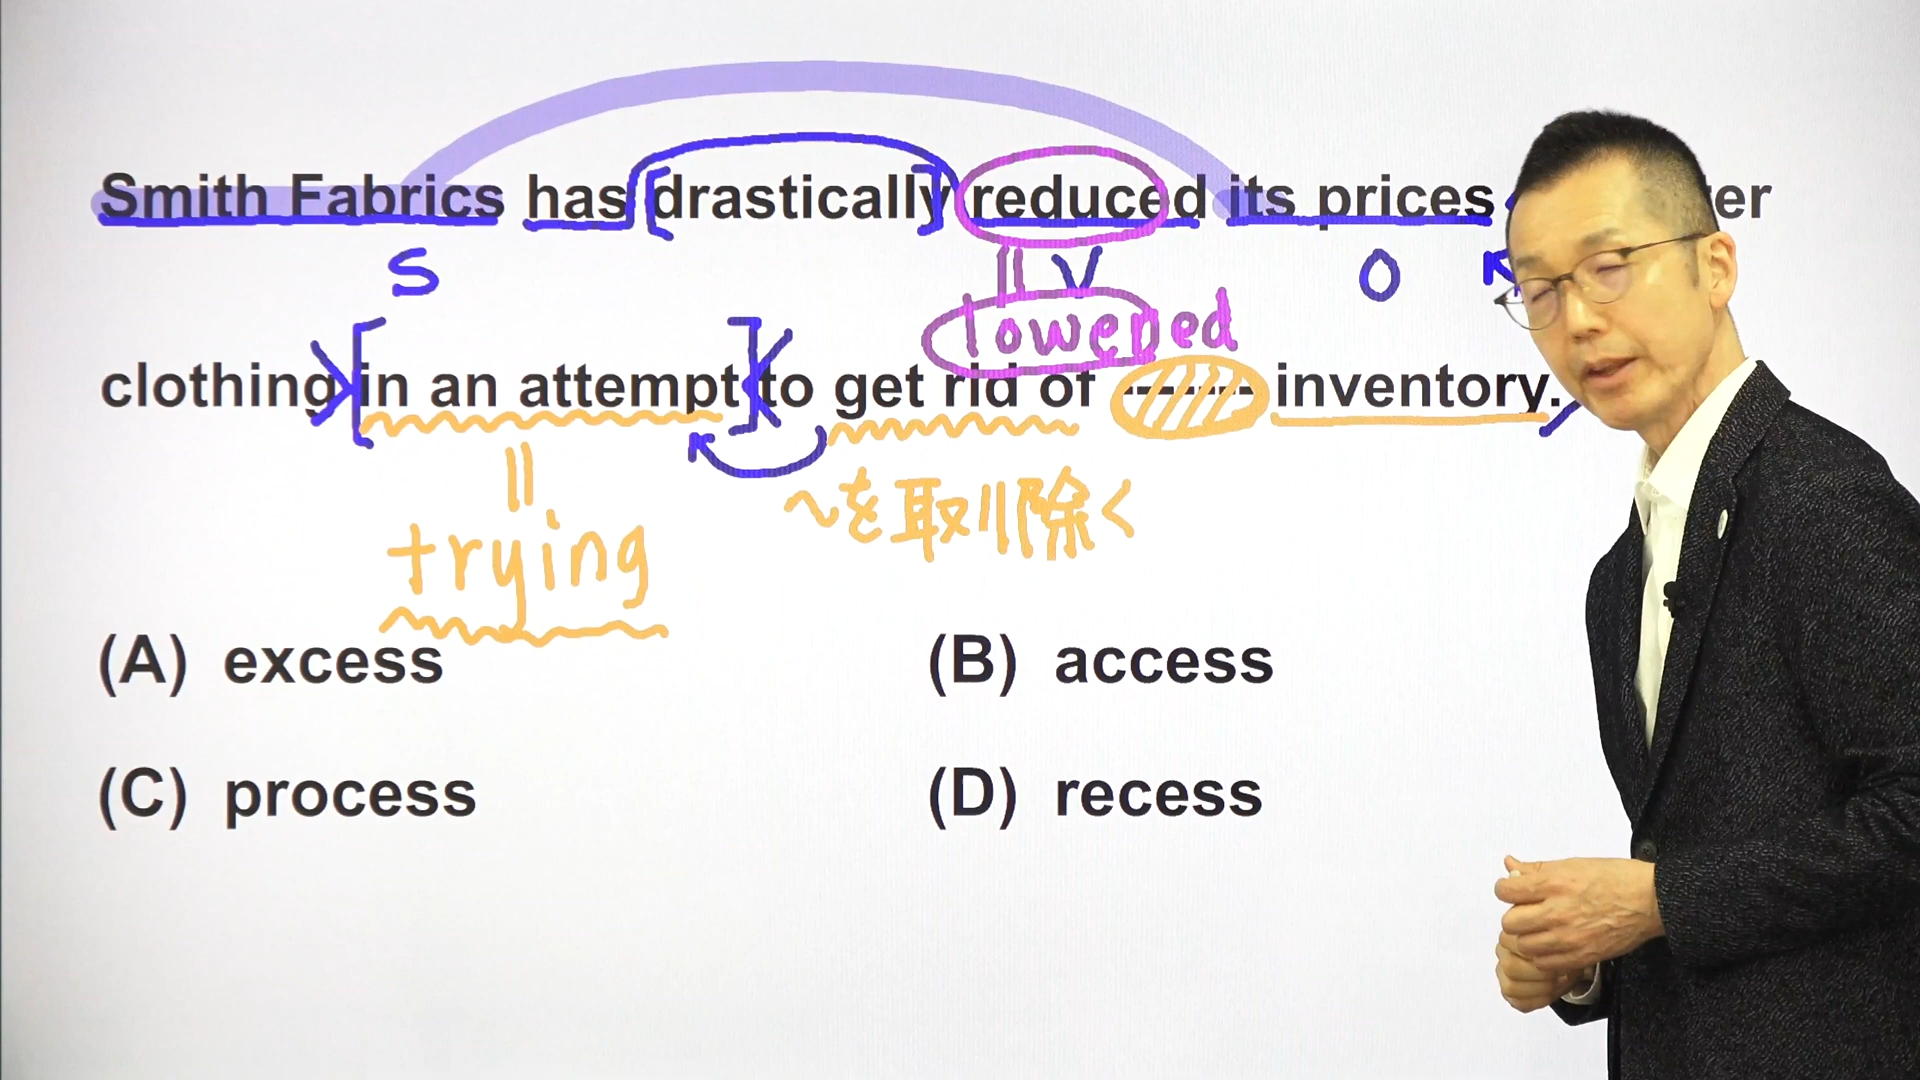 Smith Fabrics has drastically reduced its prices
S V O
lowered
clothing in an attempt to get rid of ------- inventory.
~を取り除く
trying
(A) excess (B) access
(C) process (D) recess